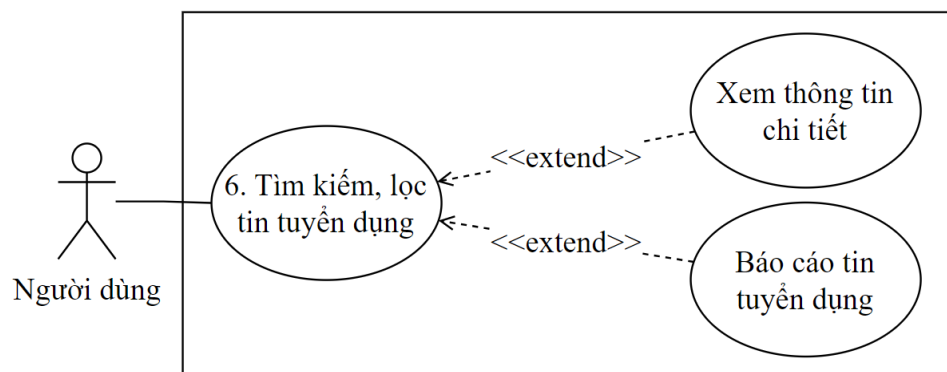 Xem thông tin
chi tiết
<<extend>>
6. Tìm kiếm, lọc
tin tuyển dụng
<<extend>>
Báo cáo tin
tuyển dụng
Người dùng